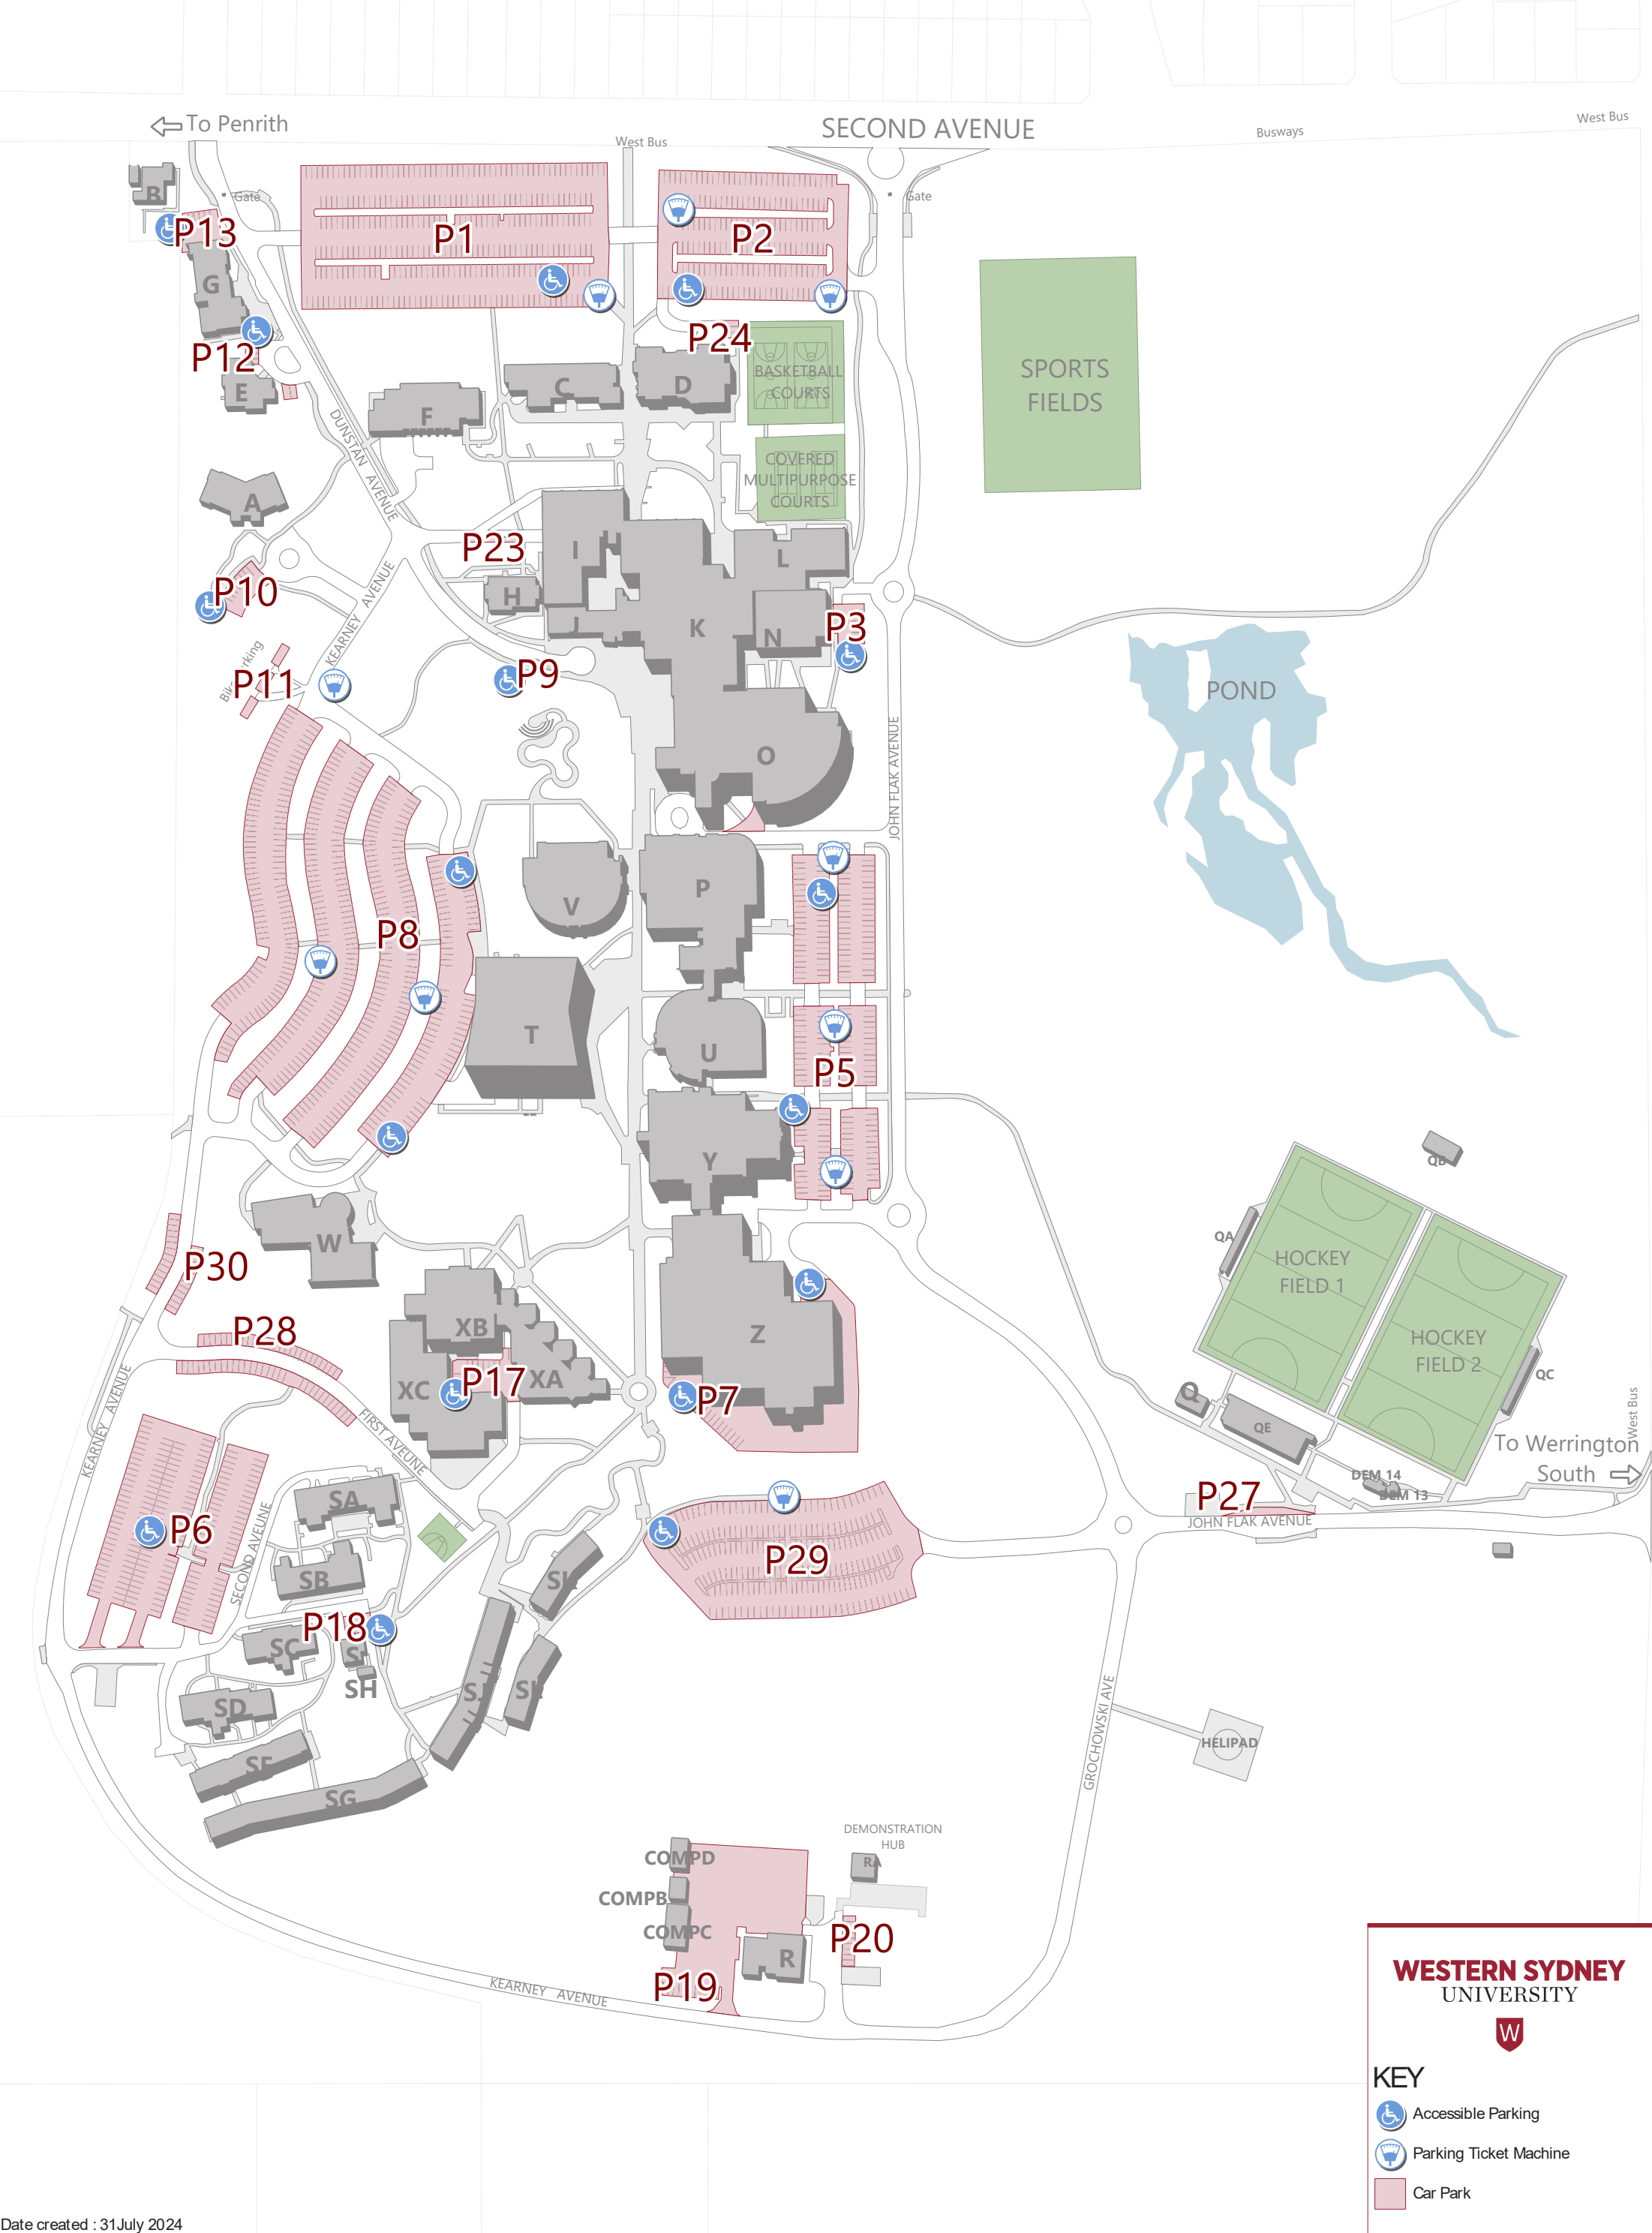 To Penrith
West Bus
SECOND AVENUE
Busways
West Bus
B
Gate
Gate
P13
P1
P2
G
P24
P12
E
F
C
D
BASKETBALL
COURTS
SPORTS
FIELDS
DUNSTAN AVENUE
A
COVERED
MULTIPURPOSE
COURTS
P23
I
L
P10
H
J
K
N
P3
KEARNEY AVENUE
P11
P9
POND
O
JOHN FLAK AVENUE
V
P
P8
T
U
P5
Y
QB
QA
HOCKEY
FIELD 1
W
P30
P28
XB
Z
HOCKEY
FIELD 2
XC
P17
XA
P7
QC
Q
QE
West Bus
KEARNEY AVENUE
FIRST AVEUNE
To Werrington
South
DEM 14
DEM 13
P27
JOHN FLAK AVENUE
SA
P6
SECOND AVEUNE
SB
P29
P18
SC
SH
SD
SJ
SG
GROCHOWSKI AVE
HELIPAD
DEMONSTRATION
HUB
COMPD
RA
COMPB
COMPC
P20
R
P19
KEARNEY AVENUE
WESTERN SYDNEY
UNIVERSITY
W
KEY
Accessible Parking
Parking Ticket Machine
Car Park
Date created : 31July 2024